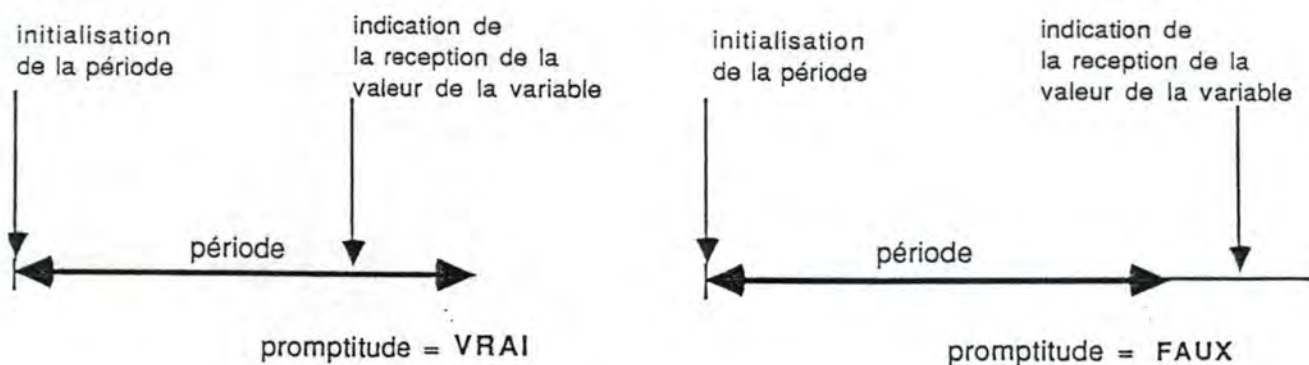 initialisation
de la période
indication de
la reception de la
valeur de la variable
période
promptitude = VRAI
initialisation
de la période
indication de
la reception de la
valeur de la variable
période
promptitude = FAUX